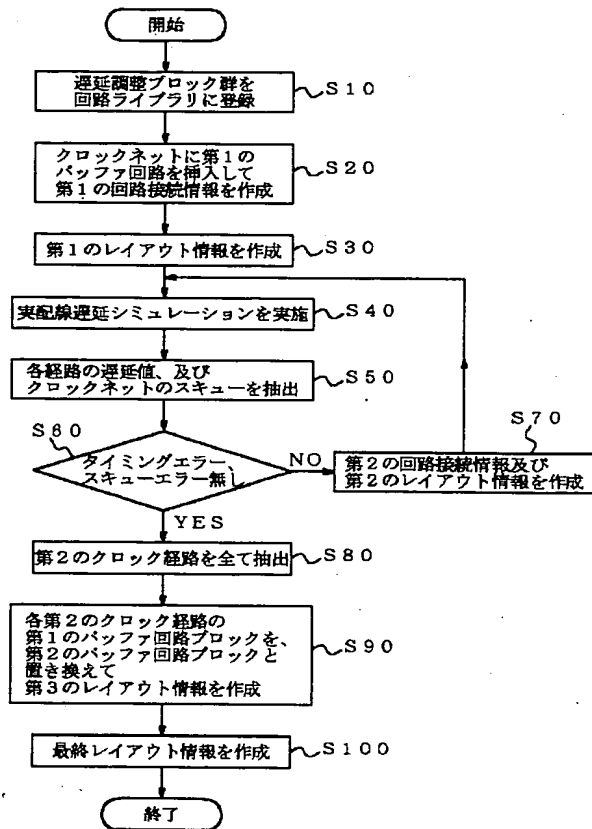 開始
遅延調整ブロック群を
回路ライブラリに登録
S10
クロックネットに第1の
バッファ回路を挿入して
第1の回路接続情報を作成
S20
第1のレイアウト情報を作成
S30
実配線遅延シミュレーションを実施
S40
各経路の遅延値、及び
クロックネットのスキューを抽出
S50
S60
タイミングエラー、
スキューエラー無し
NO
S70
第2の回路接続情報及び
第2のレイアウト情報を作成
YES
第2のクロック経路を全て抽出
S80
各第2のクロック経路の
第1のバッファ回路ブロックを、
第2のバッファ回路ブロックと
置き換えて
第3のレイアウト情報を作成
S90
最終レイアウト情報を作成
S100
終了